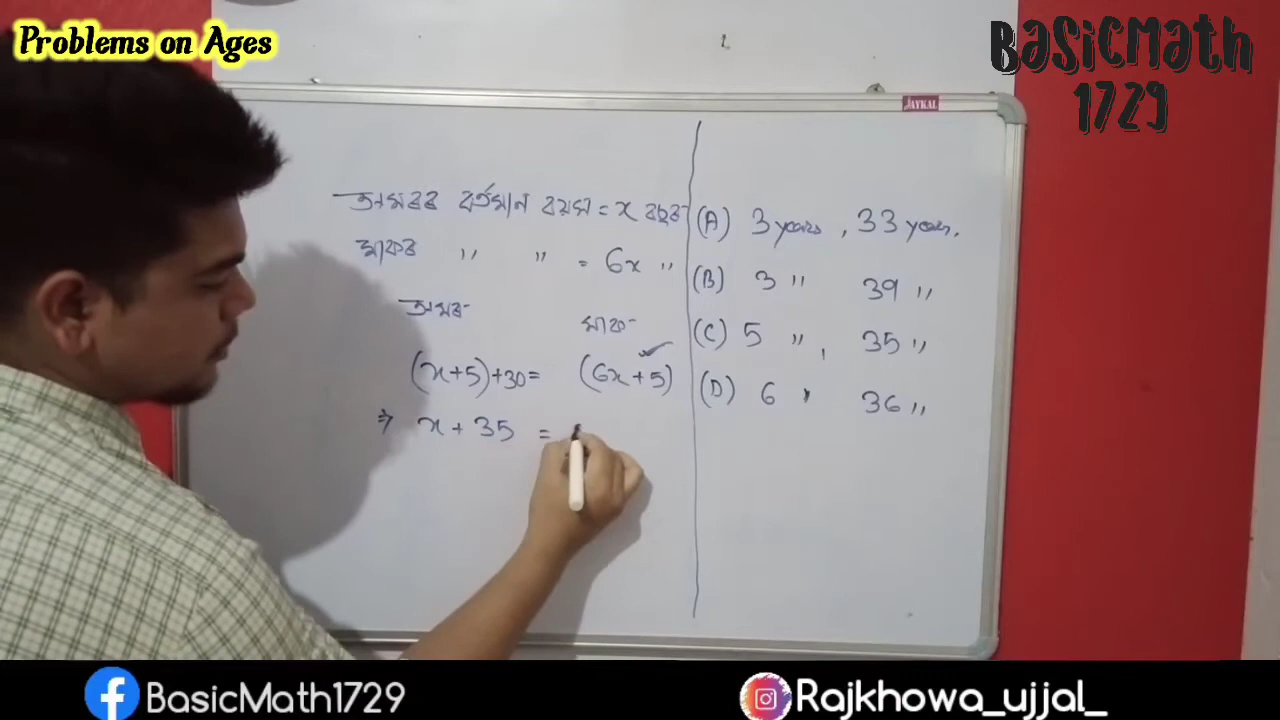 Problems on Ages
BasicMath
1729
JAYKAL
অমৰৰ বৰ্তমান বয়স = x বছৰ
মাকৰ " " = 6x "
অমৰ মাক
(x+5)+30 = (6x+5)
⇒ x + 35 =
(A) 3 years , 33 years.
(B) 3 " 39 "
(C) 5 " , 35 "
(D) 6 " 36 "
BasicMath1729
Rajkhowa_ujjal_